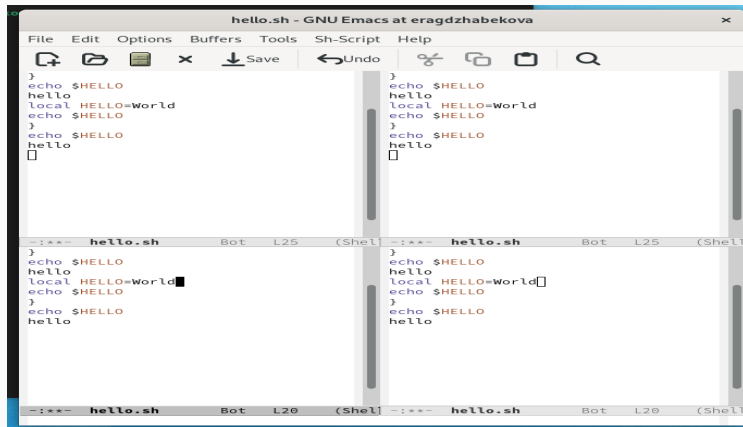 hello.sh - GNU Emacs at eragdzhabekova ×
File Edit Options Buffers Tools Sh-Script Help
Save Undo
}
echo $HELLO
hello
local HELLO=World
echo $HELLO
}
echo $HELLO
hello
-:**- hello.sh Bot L25 (Shel
}
echo $HELLO
hello
local HELLO=World
echo $HELLO
}
echo $HELLO
hello
-:**- hello.sh Bot L25 (Shell
}
echo $HELLO
hello
local HELLO=World
echo $HELLO
}
echo $HELLO
hello
-:**- hello.sh Bot L20 (Shel
}
echo $HELLO
hello
local HELLO=World
echo $HELLO
}
echo $HELLO
hello
-:**- hello.sh Bot L20 (Shell